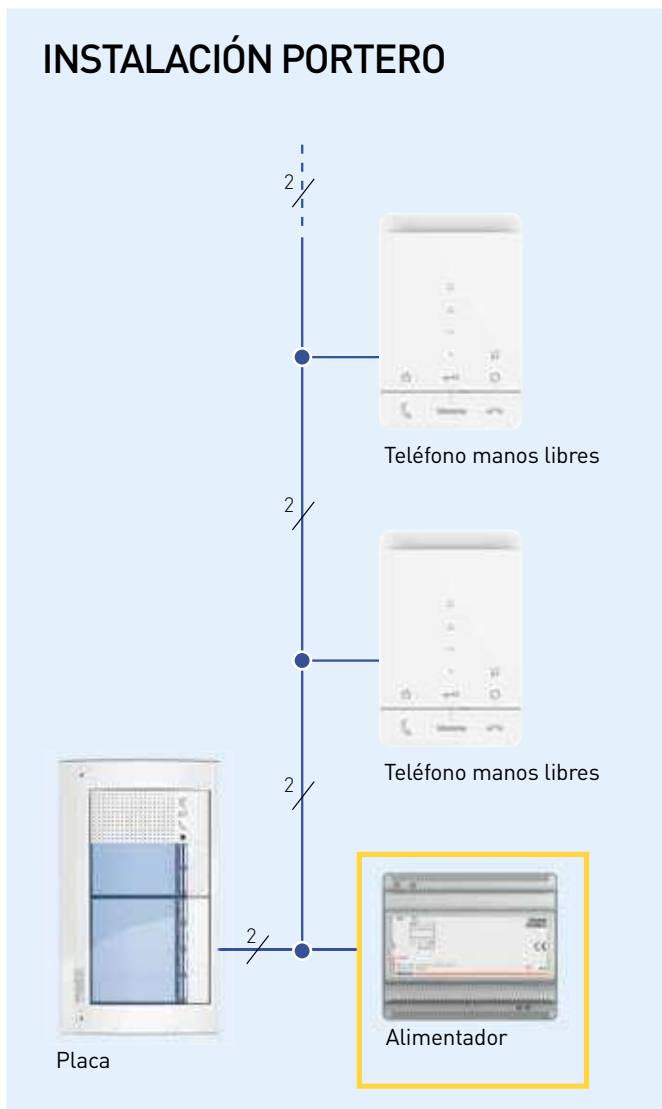 INSTALACIÓN PORTERO
2
Teléfono manos libres
2
Teléfono manos libres
2
2
Alimentador
Placa